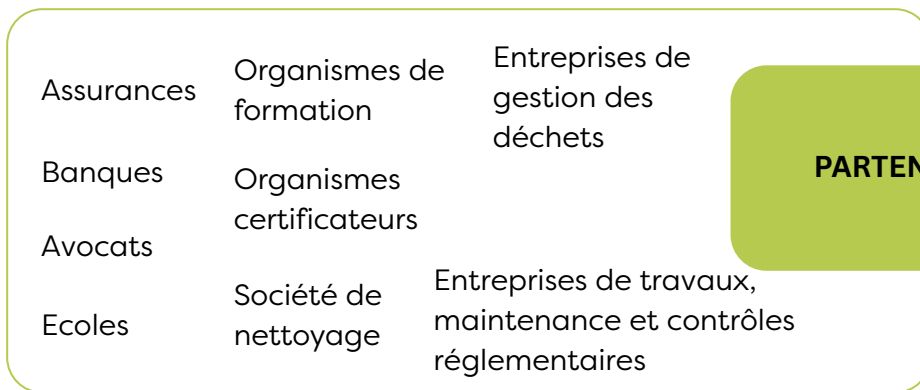 Assurances
Banques
Avocats
Ecoles
Organismes de
formation
Organismes
certificateurs
Société de
nettoyage
Entreprises de
gestion des
déchets
Entreprises de travaux,
maintenance et contrôles
réglementaires
PARTEN